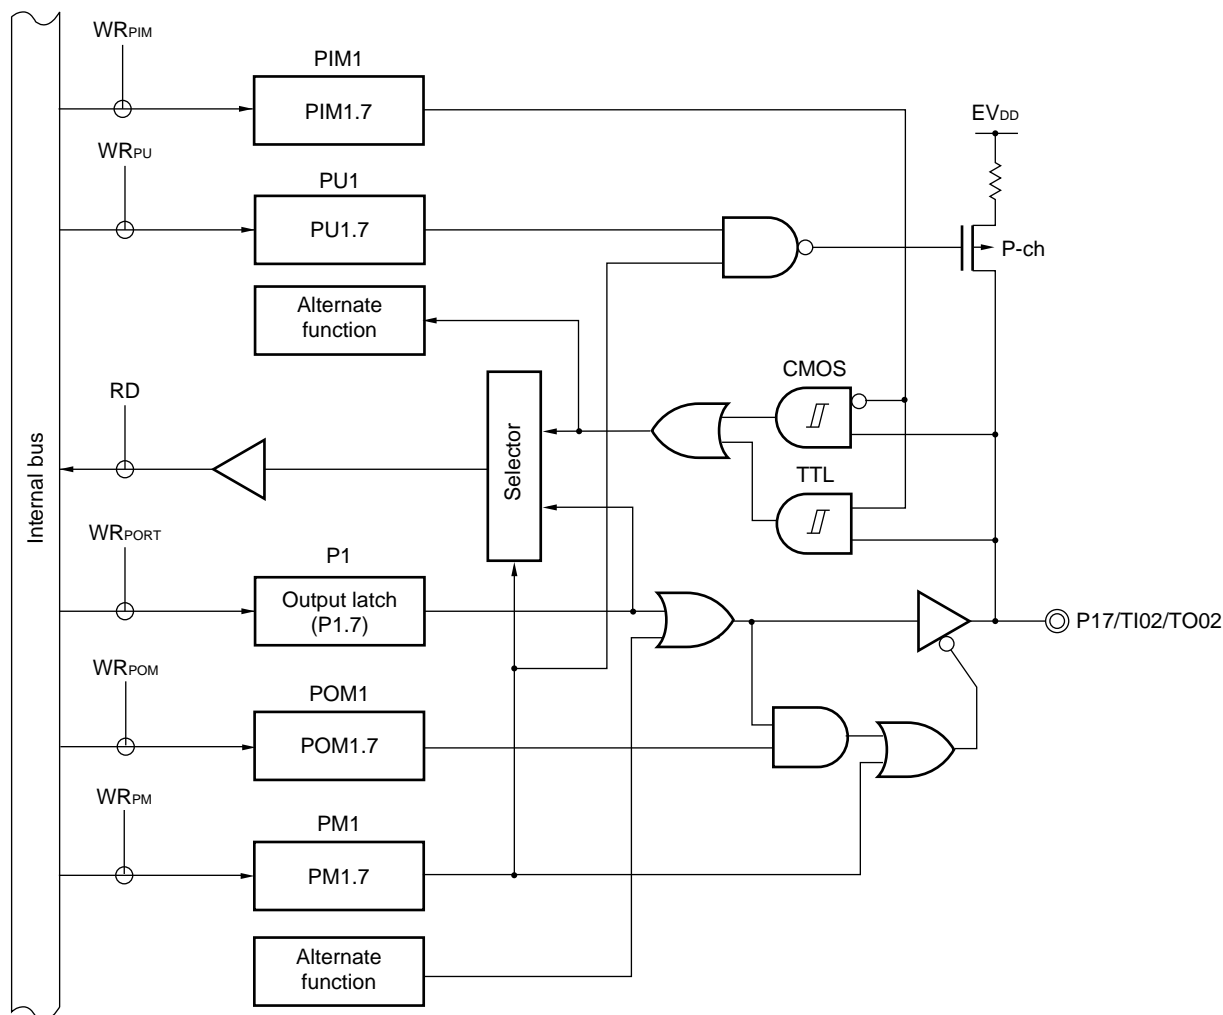 WRPIM
PIM1
PIM1.7
EVDD
WRPU
PU1
PU1.7
P-ch
Alternate
function
CMOS
RD
Selector
TTL
Internal bus
WRPORT
P1
Output latch
(P1.7)
P17/TI02/TO02
WRPOM
POM1
POM1.7
WRPM
PM1
PM1.7
Alternate
function